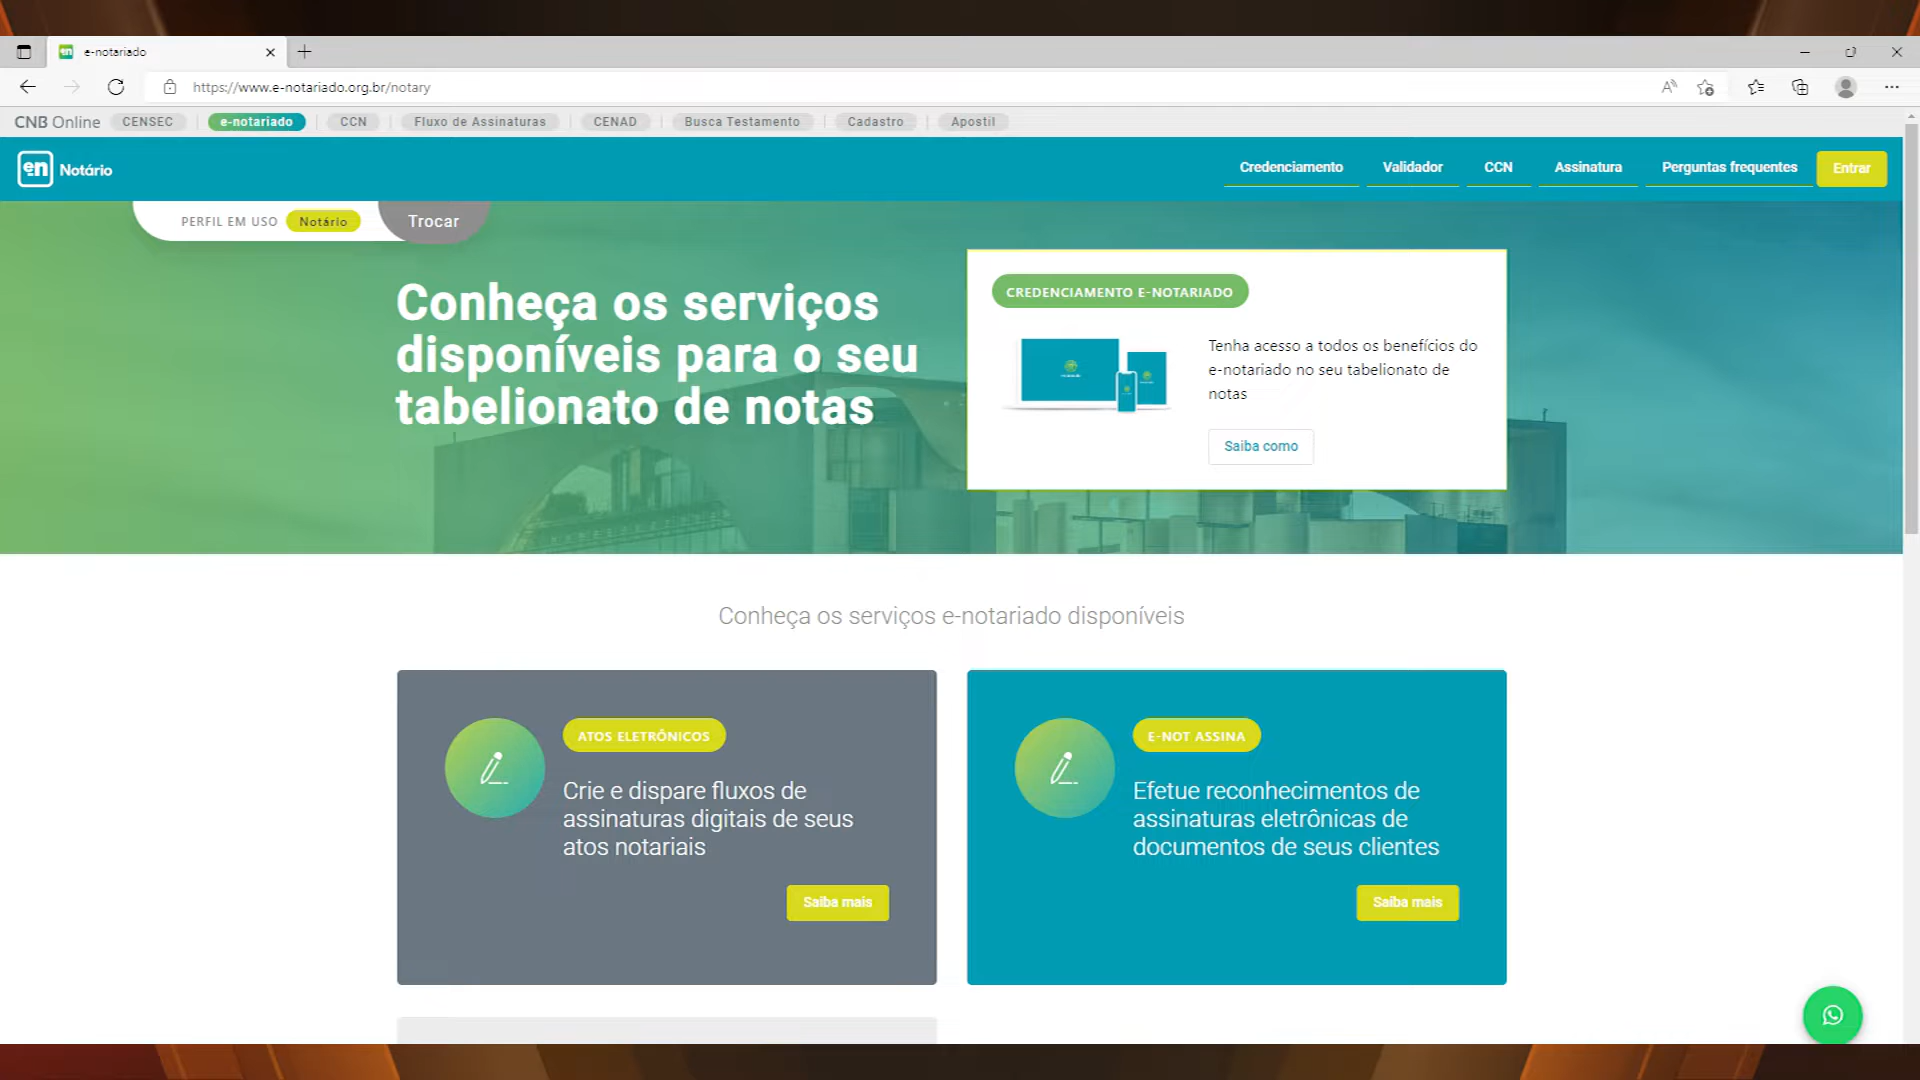 e-notariado
https://www.e-notariado.org.br/notary
CNB Online CENSEC e-notariado CCN Fluxo de Assinaturas CENAD Busca Testamento Cadastro Apostil
en Notário Credenciamento Validador CCN Assinatura Perguntas frequentes Entrar
PERFIL EM USO Notário Trocar
Conheça os serviços
disponíveis para o seu
tabelionato de notas
CREDENCIAMENTO E-NOTARIADO
Tenha acesso a todos os benefícios do
e-notariado no seu tabelionato de
notas
Saiba como
Conheça os serviços e-notariado disponíveis
ATOS ELETRÔNICOS
Crie e dispare fluxos de
assinaturas digitais de seus
atos notariais
Saiba mais
E-NOT ASSINA
Efetue reconhecimentos de
assinaturas eletrônicas de
documentos de seus clientes
Saiba mais